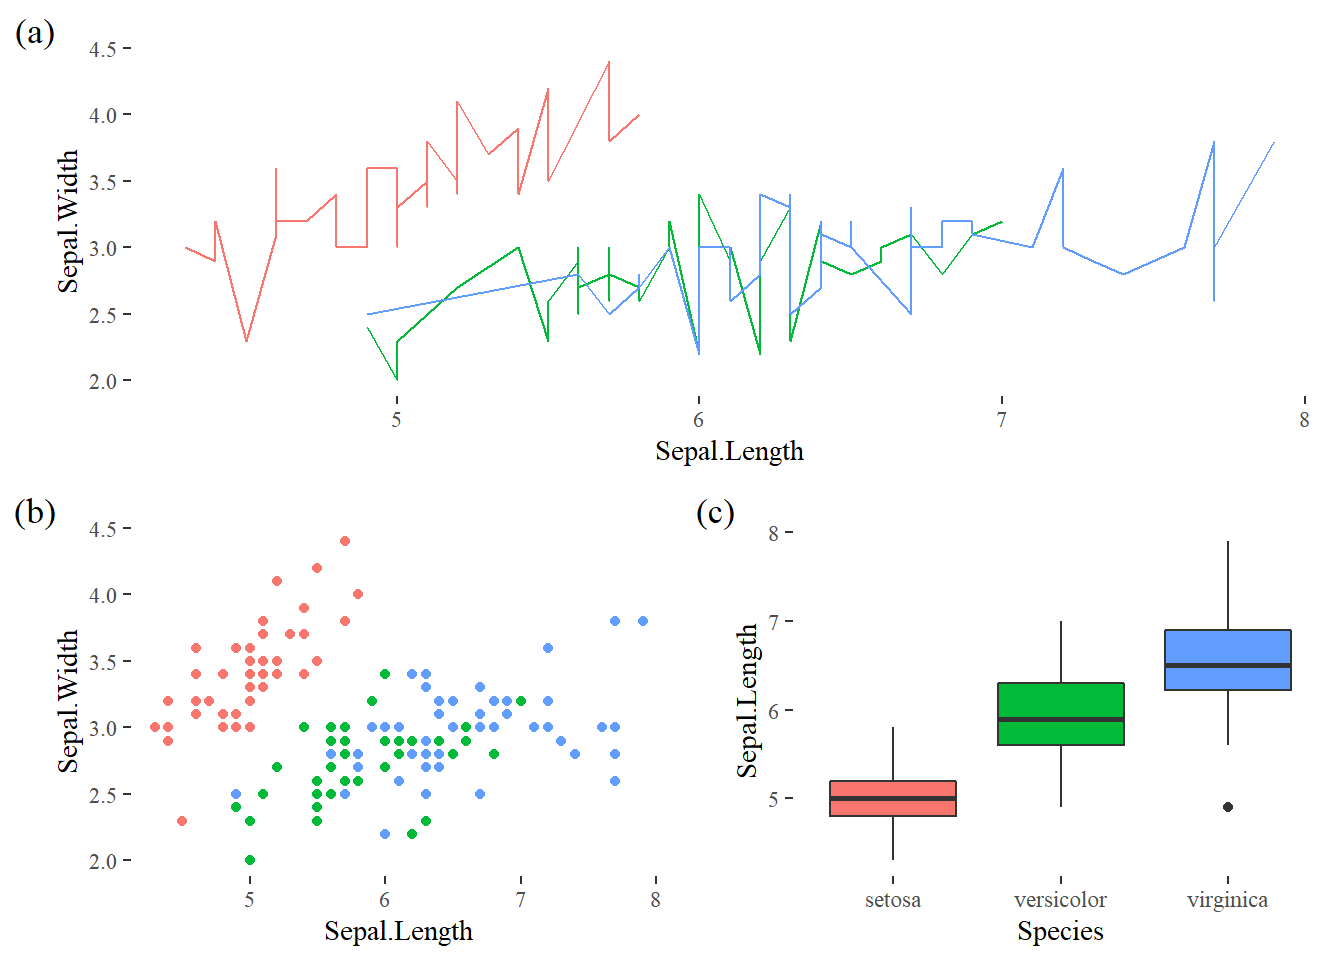 (a)
Sepal.Width
4.5
4.0
3.5
3.0
2.5
2.0
5 6 7 8
Sepal.Length
(b)
Sepal.Width
4.5
4.0
3.5
3.0
2.5
2.0
5 6 7 8
Sepal.Length
(c)
Sepal.Length
8
7
6
5
setosa versicolor virginica
Species